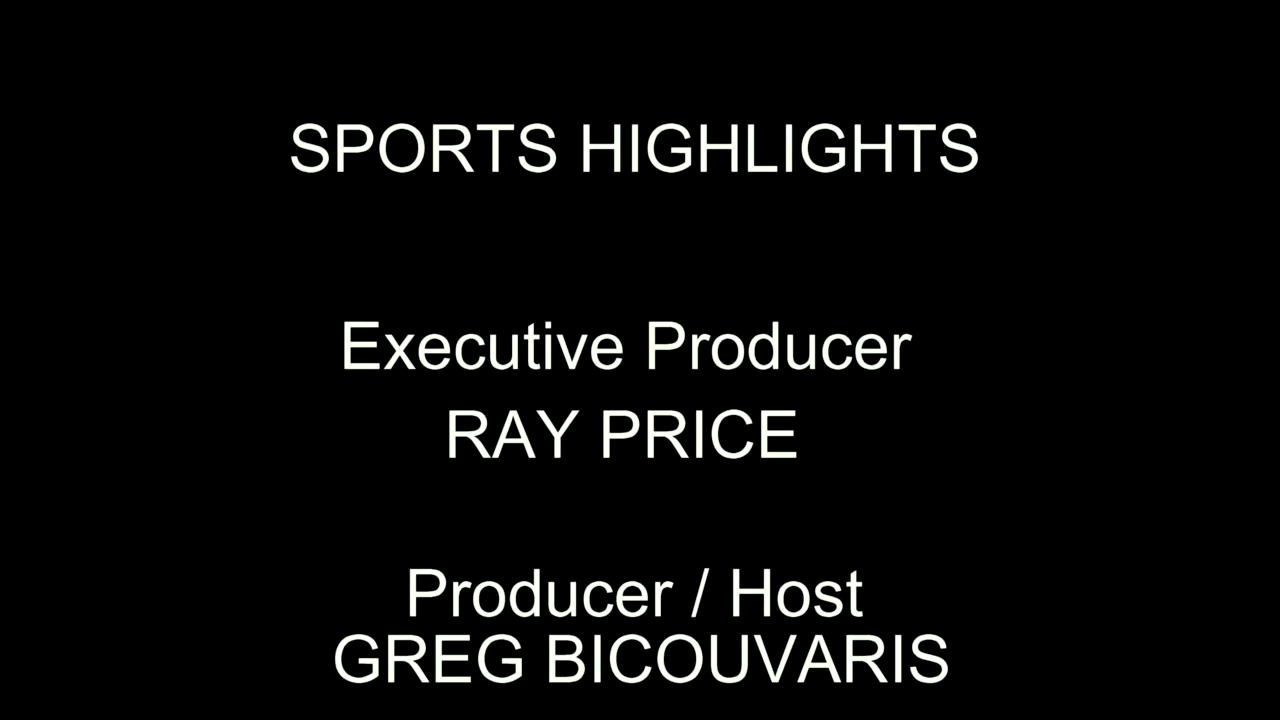 SPORTS HIGHLIGHTS
Executive Producer
RAY PRICE
Producer / Host
GREG BICOUVARIS